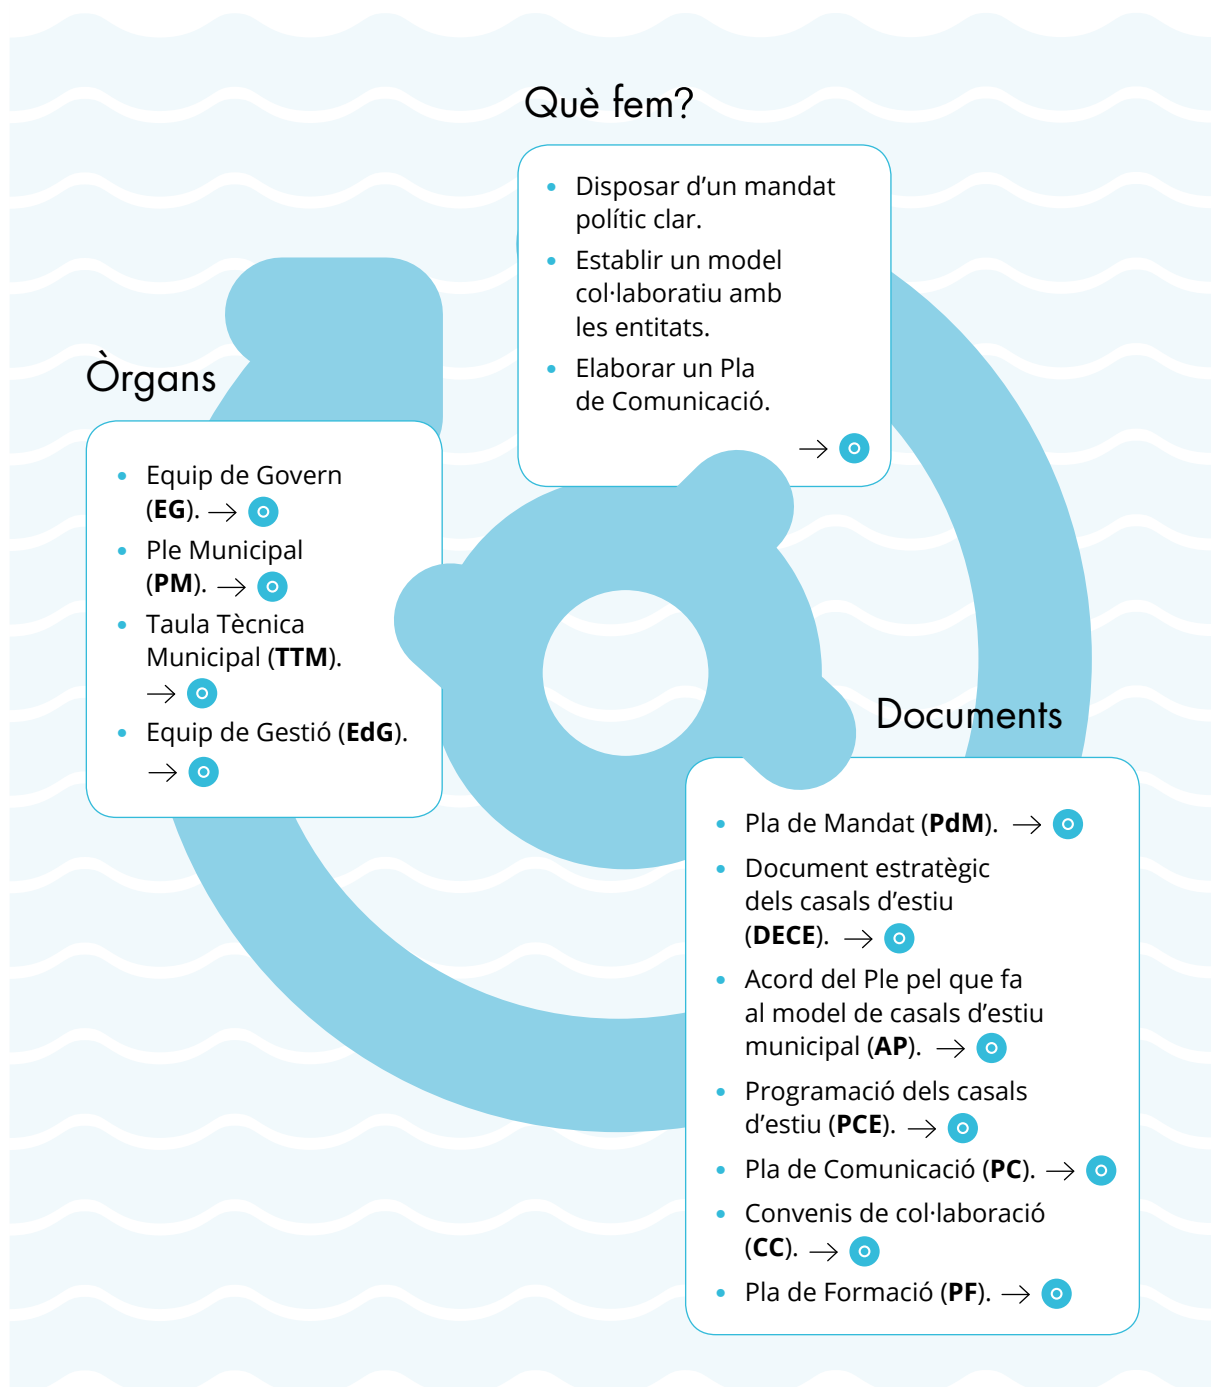 Què fem?
• Disposar d'un mandat
polític clar.
• Establir un model
col·laboratiu amb
les entitats.
• Elaborar un Pla
de Comunicació.
→
Òrgans
• Equip de Govern
(EG). →
• Ple Municipal
(PM). →
• Taula Tècnica
Municipal (TTM).
→
• Equip de Gestió (EdG).
→
Documents
• Pla de Mandat (PdM). →
• Document estratègic
dels casals d'estiu
(DECE). →
• Acord del Ple pel que fa
al model de casals d'estiu
municipal (AP). →
• Programació dels casals
d'estiu (PCE). →
• Pla de Comunicació (PC). →
• Convenis de col·laboració
(CC). →
• Pla de Formació (PF). →